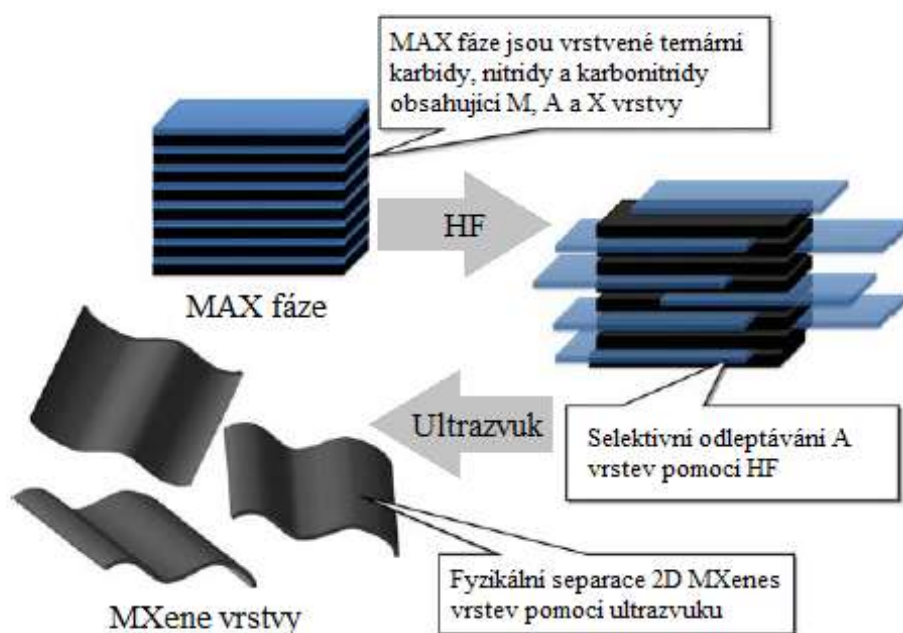 MAX fáze jsou vrstvené ternární
karbidy, nitridy a karbonitridy
obsahující M, A a X vrstvy
HF
MAX fáze
Ultrazvuk
Selektivní odleptávání A
vrstev pomocí HF
Fyzikální separace 2D MXenes
vrstev pomocí ultrazvuku
MXene vrstvy